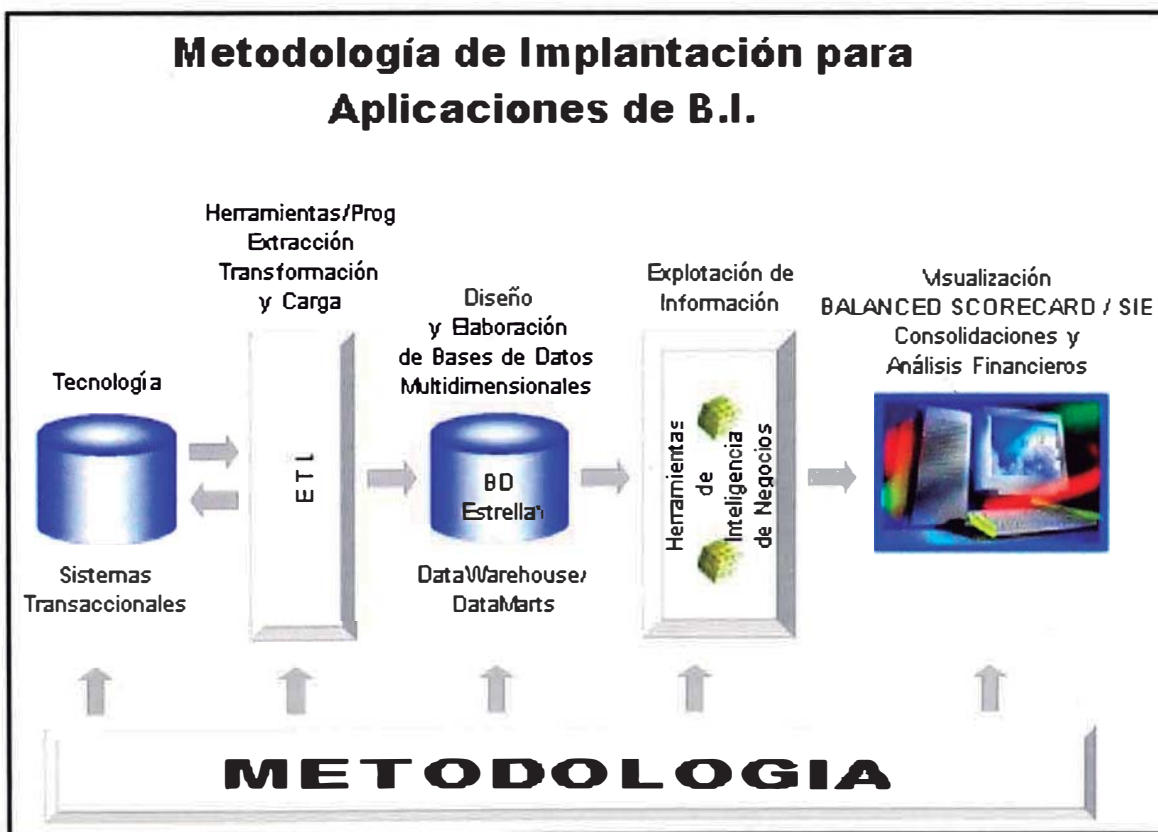 Metodología de Implantación para
Aplicaciones de B.I.
Herramientas/Prog
Extracción
Transformación
y Carga
Diseño
y Elaboración
de Bases de Datos
Multidimensionales
Explotación de
Información
Visualización
BALANCED SCORECARD / SIE
Consolidaciones y
Análisis Financieros
Tecnología
ETL
BD
Estrella
Herramientas
de
Inteligencia
de Negocios
Sistemas
Transaccionales
DataWarehouse/
DataMarts
METODOLOGIA